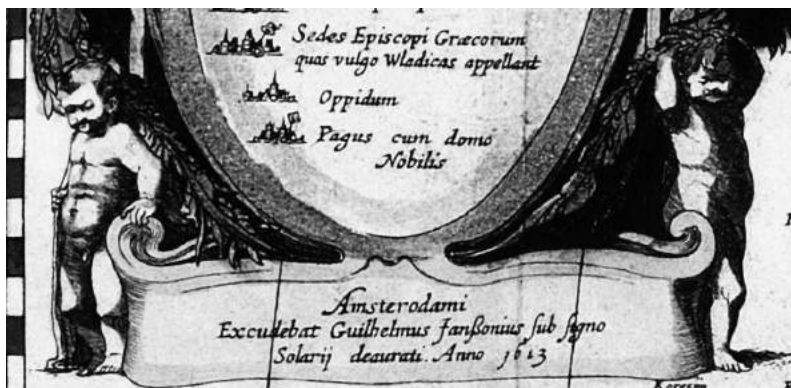 Sedes Episcopi Græcorum
quas vulgo Wladicas appellant
Oppidum
Pagus cum domo
Nobilis
Amsterodami
Excudebat Guilhelmus Janßonius sub signo
Solarij deaurati. Anno 1613